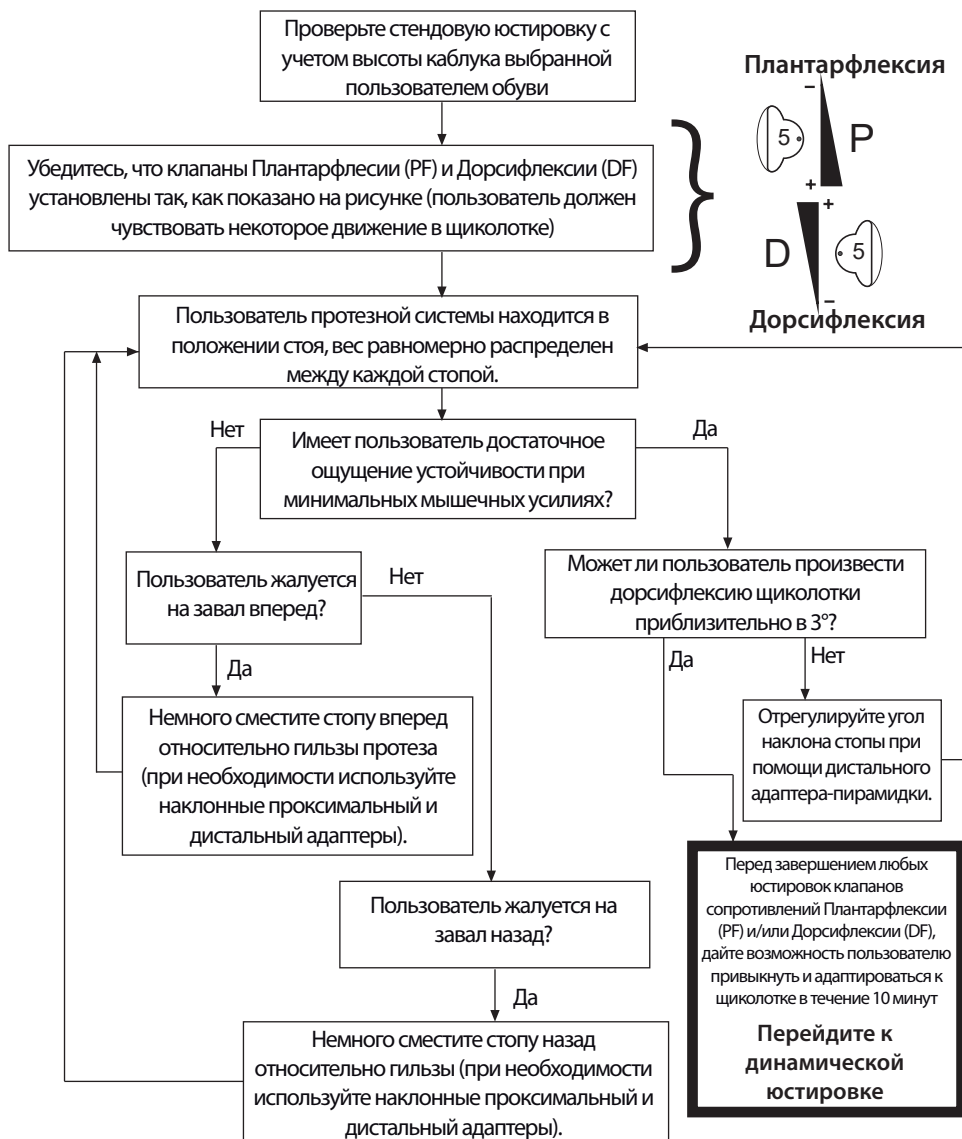 Проверьте стендовую юстировку с
учетом высоты каблука выбранной
пользователем обуви
Плантарфлексия
–
5
P
+
Убедитесь, что клапаны Плантарфлесии (PF) и Дорсифлексии (DF)
установлены так, как показано на рисунке (пользователь должен
чувствовать некоторое движение в щиколотке)
+
D
5
–
Дорсифлексия
Пользователь протезной системы находится в
положении стоя, вес равномерно распределен
между каждой стопой.
Нет
Да
Имеет пользователь достаточное
ощущение устойчивости при
минимальных мышечных усилиях?
Пользователь жалуется
на завал вперед?
Нет
Да
Может ли пользователь произвести
дорсифлексию щиколотки
приблизительно в 3°?
Да
Нет
Немного сместите стопу вперед
относительно гильзы протеза
(при необходимости используйте
наклонные проксимальный и
дистальный адаптеры).
Отрегулируйте угол
наклона стопы при
помощи дистального
адаптера-пирамидки.
Пользователь жалуется на
завал назад?
Да
Немного сместите стопу назад
относительно гильзы (при необходимости
используйте наклонные проксимальный и
дистальный адаптеры).
Перед завершением любых
юстировок клапанов
сопротивлений Плантарфлексии
(PF) и/или Дорсифлексии (DF),
дайте возможность пользователю
привыкнуть и адаптироваться к
щиколотке в течение 10 минут
Перейдите к
динамической
юстировке